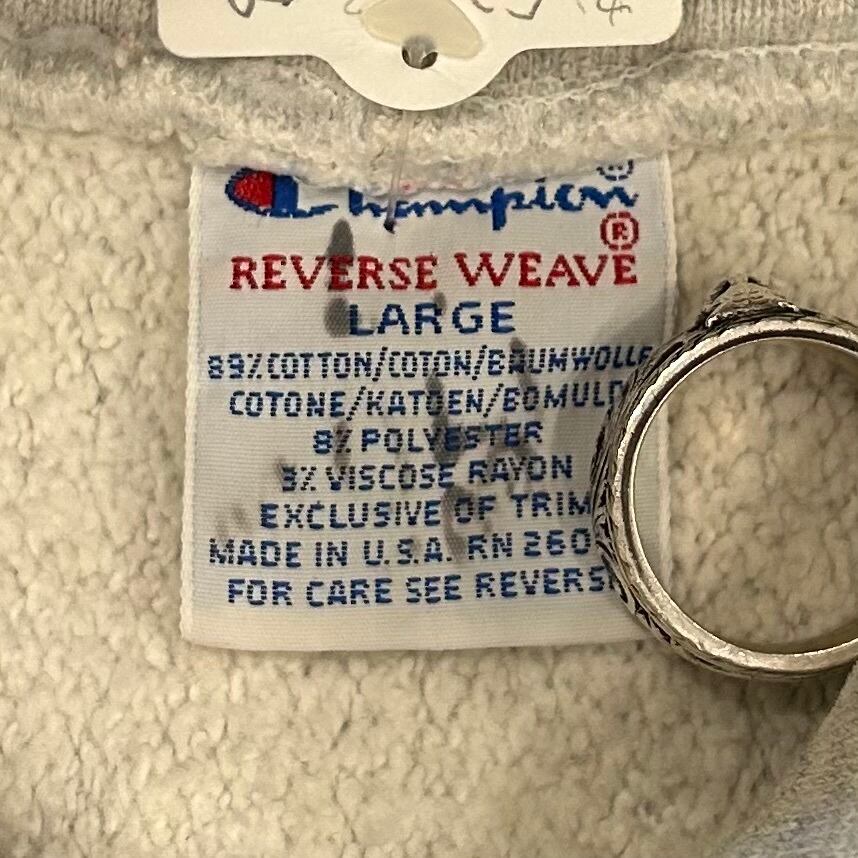 Champion ®
®
REVERSE WEAVE
LARGE
89% COTTON/COTON/BAUMWOLLE
COTONE/KATOEN/BOMULD
8% POLYESTER
3% VISCOSE RAYON
EXCLUSIVE OF TRIM
MADE IN U.S.A. RN 260
FOR CARE SEE REVERS